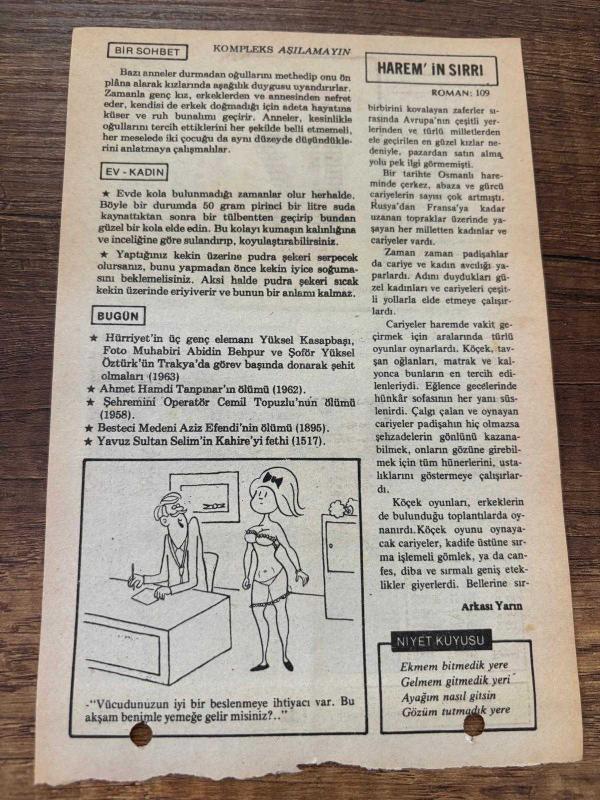 BİR SOHBET
KOMPLEKS AŞILAMAYIN
Bazı anneler durmadan oğullarını methedip onu ön
plâna alarak kızlarında aşağılık duygusu uyandırırlar.
Zamanla genç kız, erkeklerden ve annesinden nefret
eder, kendisi de erkek doğmadığı için adeta hayatına
küser ve ruh bunalımı geçirir. Anneler, kesinlikle
oğullarını tercih ettiklerini her şekilde belli etmemeli,
her meselede iki çocuğu da aynı düzeyde düşündükle-
rini anlatmaya çalışmalılar.
EV - KADIN
★ Evde kola bulunmadığı zamanlar olur herhalde.
Böyle bir durumda 50 gram pirinci bir litre suda
kaynattıktan sonra bir tülbentten geçirip bundan
güzel bir kola elde edin. Bu kolayı kumaşın kalınlığına
ve inceliğine göre sulandırıp, koyulaştırabilirsiniz.
★ Yaptığınız kekin üzerine pudra şekeri serpecek
olursanız, bunu yapmadan önce kekin iyice soğuma-
sını beklemelisiniz. Aksi halde pudra şekeri sıcak
kekin üzerinde eriyiverir ve bunun bir anlamı kalmaz.
BUGÜN
★ Hürriyet'in üç genç elemanı Yüksel Kasapbaşı,
Foto Muhabiri Abidin Behpur ve Şoför Yüksel
Öztürk'ün Trakya'da görev başında donarak şehit
olmaları (1963)
★ Ahmet Hamdi Tanpınar'ın ölümü (1962).
★ Şehremini Operatör Cemil Topuzlu'nun ölümü
(1958).
★ Besteci Medeni Aziz Efendi'nin ölümü (1895).
★ Yavuz Sultan Selim'in Kahire'yi fethi (1517).
-"Vücudunuzun iyi bir beslenmeye ihtiyacı var. Bu
akşam benimle yemeğe gelir misiniz?.."
HAREM' İN SIRRI
ROMAN: 109
birbirini kovalayan zaferler sı-
rasında Avrupa'nın çeşitli yer-
lerinden ve türlü milletlerden
ele geçirilen en güzel kızlar ne-
deniyle, pazardan satın alma
yolu pek ilgi görmemişti.
Bir tarihte Osmanlı hare-
minde çerkez, abaza ve gürcü
cariyelerin sayısı çok artmıştı.
Rusya'dan Fransa'ya kadar
uzanan topraklar üzerinde ya-
şayan her milletten kadınlar ve
cariyeler vardı.
Zaman zaman padişahlar
da cariye ve kadın avcılığı ya-
parlardı. Adını duydukları gü-
zel kadınları ve cariyeleri çeşit-
li yollarla elde etmeye çalışır-
lardı.
Cariyeler haremde vakit ge-
çirmek için aralarında türlü
oyunlar oynarlardı. Köçek, tav-
şan oğlanları, matrak ve kal-
yonca bunların en tercih edi-
lenleriydi. Eğlence gecelerinde
hünkâr sofasının her yanı süs-
lenirdi. Çalgı çalan ve oynayan
cariyeler padişahın hiç olmazsa
şehzadelerin gönlünü kazana-
bilmek, onların gözüne girebil-
mek için tüm hünerlerini, usta-
lıklarını göstermeye çalışırlar-
dı.
Köçek oyunları, erkeklerin
de bulunduğu toplantılarda oy-
nanırdı.Köçek oyunu oynaya-
cak cariyeler, kadife üstüne sır-
ma işlemeli gömlek, ya da can-
fes, diba ve sırmalı geniş etek-
likler giyerlerdi. Bellerine sır-
Arkası Yarın
NİYET KUYUSU
Ekmem bitmedik yere
Gelmem gitmedik yeri
Ayağım nasıl gitsin
Gözüm tutmadık yere